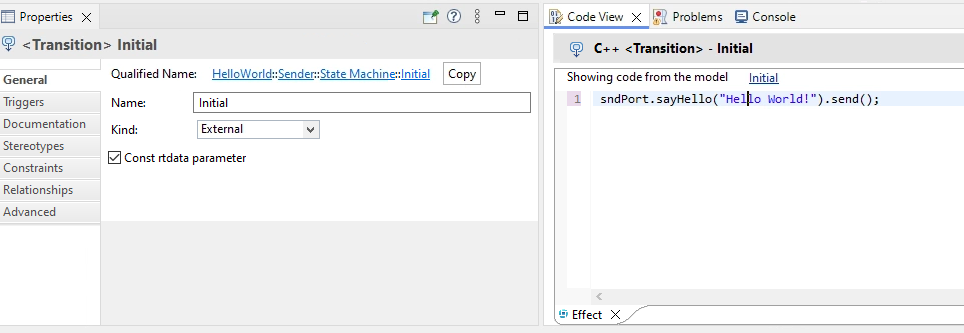 Properties
<Transition> Initial
General
Triggers
Documentation
Stereotypes
Constraints
Relationships
Advanced
Qualified Name: HelloWorld::Sender::State Machine::Initial Copy
Name: Initial
Kind: External
Const rtdata parameter
Code View Problems Console
C++ <Transition> - Initial
Showing code from the model Initial
1 sndPort.sayHello("Hello World!").send();
Effect